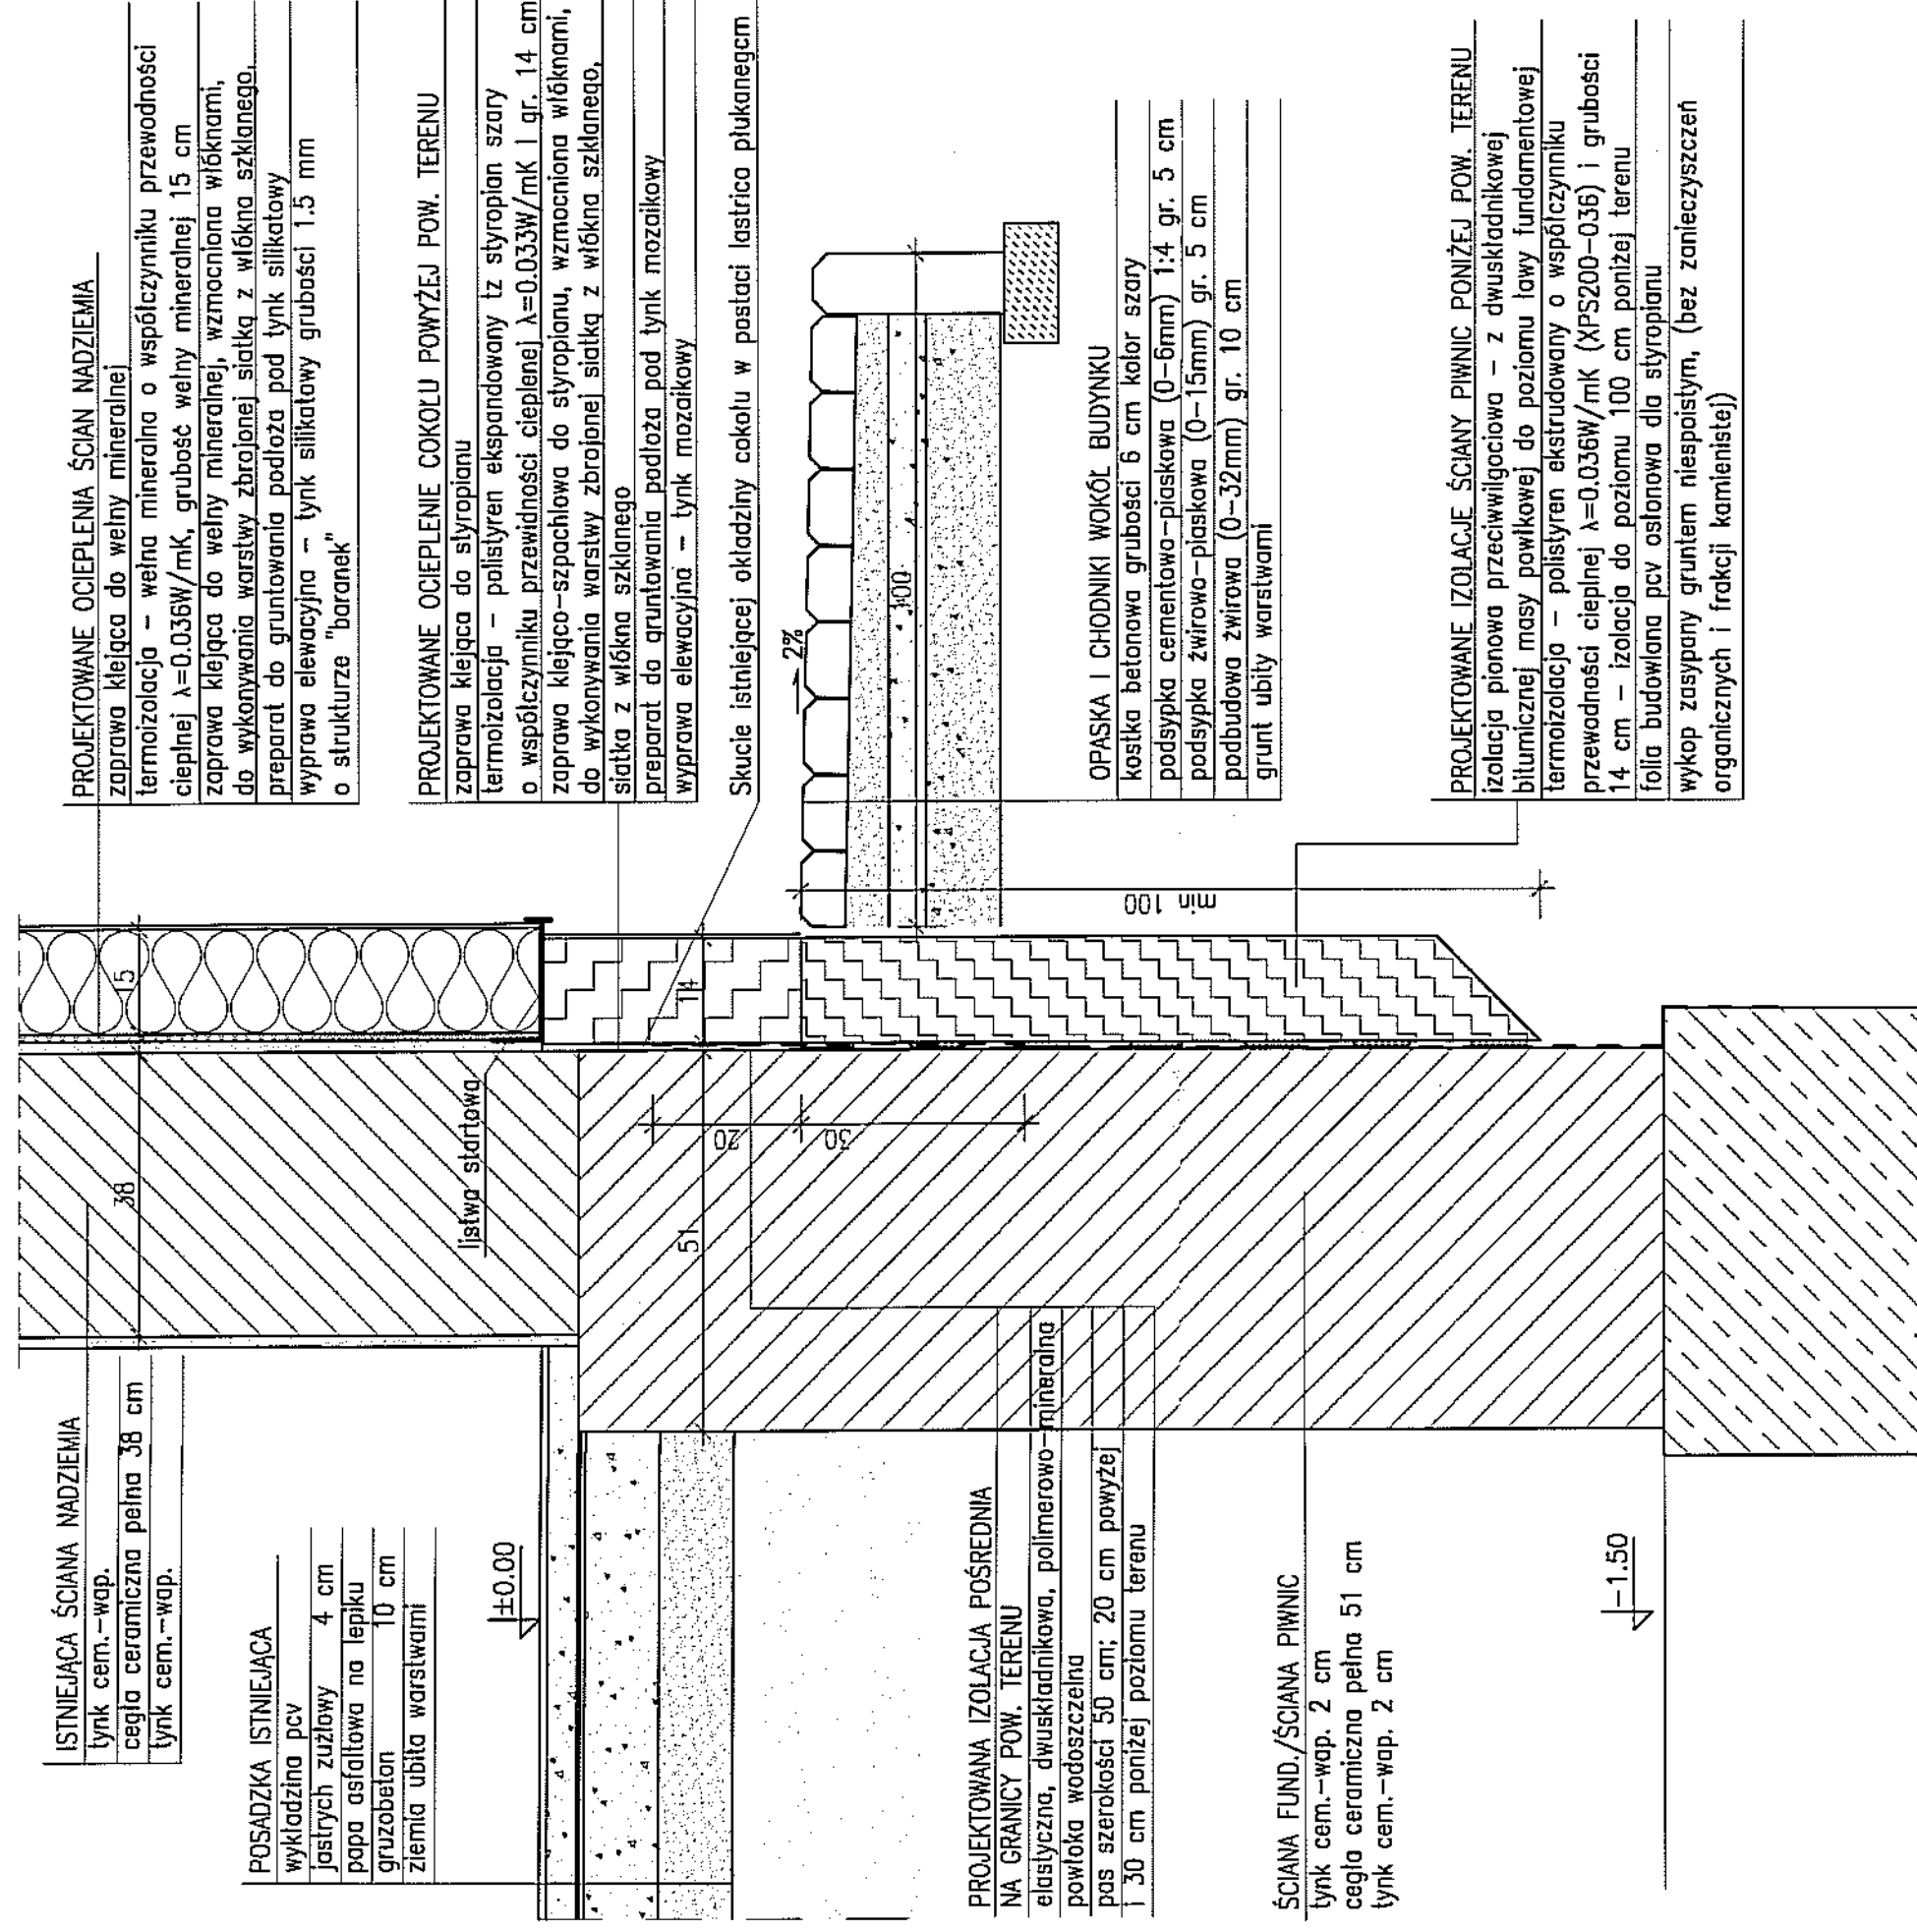 ISTNIEJĄCA ŚCIANA NADZIEMIA
tynk cem.-wap.
cegła ceramiczna pełna 38 cm
tynk cem.-wap.
POSADZKA ISTNIEJĄCA
wykładzina pcv
jastrych zużlowy 4 cm
papa asfaltowa na lepiku
gruzobeton 10 cm
ziemia ubita warstwami
±0.00
PROJEKTOWANA IZOLACJA POŚREDNIA
NA GRANICY POW. TERENU
elastyczna, dwuskładnikowa, polimerowo-mineralna
powłoka wodoszczelna
pas szerokości 50 cm; 20 cm powyżej
i 30 cm poniżej poziomu terenu
ŚCIANA FUND./ŚCIANA PIWNIC
tynk cem.-wap. 2 cm
cegła ceramiczna pełna 51 cm
tynk cem.-wap. 2 cm
-1.50
38
15
listwa startowa
51
14
20
30
min 100
100
2%
PROJEKTOWANE OCIEPLENIA ŚCIAN NADZIEMIA
zaprawa klejąca do wełny mineralnej
termoizolacja - wełna mineralna o współczyniku przewodności
cieplnej λ=0.036W/mK, grubość wełny mineralnej 15 cm
zaprawa klejąca do wełny mineralnej, wzmocniona włóknami,
do wykonywania warstwy zbrojonej siatką z włókna szklanego,
preparat do gruntowania podłoża pod tynk silikatowy
wyprawa elewacyjna - tynk silikatowy grubości 1.5 mm
o strukturze "baranek"
PROJEKTOWANE OCIEPLENIE COKOŁU POWYŻEJ POW. TERENU
zaprawa klejąca do styropianu
termoizolacja - polistyren ekspandowany tz styropian szary
o współczynniku przewidności cieplenej λ=0.033W/mK I gr. 14 cm
zaprawa klejąco-szpachlowa do styropianu, wzmocniona włóknami,
do wykonywania warstwy zbrojonej siatką z włókna szklanego,
siatka z włókna szklanego
preparat do gruntowania podłoża pod tynk mozaikowy
wyprawa elewacyjna - tynk mozaikowy
Skucie istniejącej okładziny cokołu w postaci lastrica płukanegcm
OPASKA I CHODNIKI WOKÓŁ BUDYNKU
kostka betonowa grubości 6 cm kolor szary
podsypka cementowo-piaskowa (0-6mm) 1:4 gr. 5 cm
podsypka żwirowo-piaskowa (0-15mm) gr. 5 cm
podbudowa żwirowa (0-32mm) gr. 10 cm
grunt ubity warstwami
PROJEKTOWANE IZOLACJE ŚCIANY PIWNIC PONIŻEJ POW. TERENU
izolacja pionowa przeciwilgociowa - z dwuskładnikowej
bitumicznej masy powłkowej do poziomu ławy fundamentowej
termoizolacja - polistyren ekstrudowany o współczynniku
przewodności cieplnej λ=0.036W/mK (XPS200-036) i grubości
14 cm - izolacja do poziomu 100 cm poniżej terenu
folia budowlana pcv osłonowa dla styropianu
wykop zasypany gruntem niespoistym, (bez zanieczyszczeń
organicznych i frakcji kamienistej)